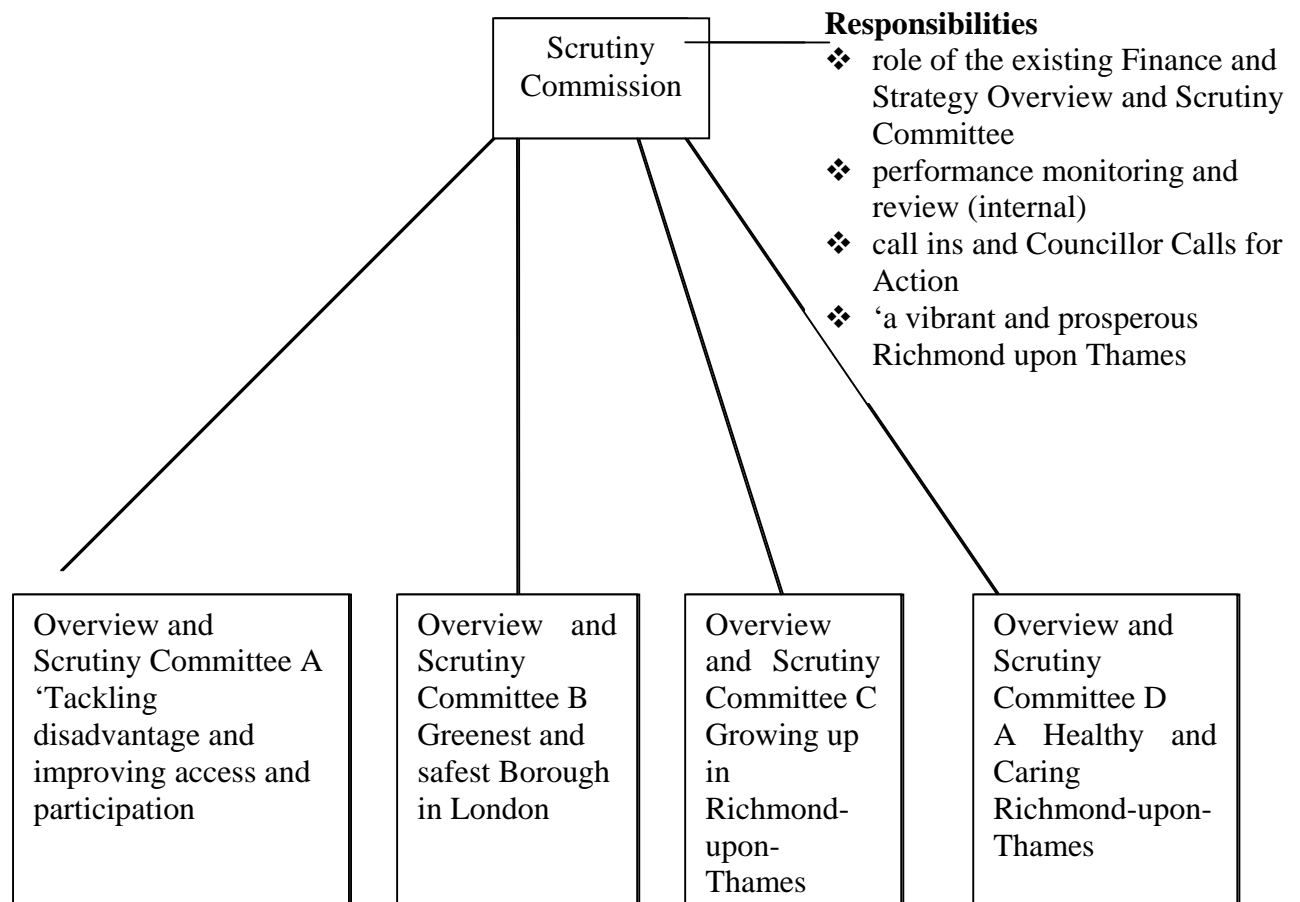 Scrutiny
Commission
Responsibilities
❖ role of the existing Finance and
Strategy Overview and Scrutiny
Committee
❖ performance monitoring and
review (internal)
❖ call ins and Councillor Calls for
Action
❖ ‘a vibrant and prosperous
Richmond upon Thames
Overview and
Scrutiny Committee A
‘Tackling
disadvantage and
improving access and
participation
Overview and
Scrutiny
Committee B
Greenest and
safest Borough
in London
Overview
and Scrutiny
Committee C
Growing up
in
Richmond-
upon-
Thames
Overview and
Scrutiny
Committee D
A Healthy and
Caring
Richmond-upon-
Thames